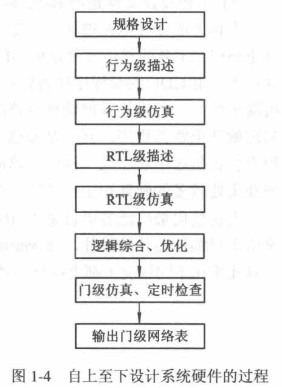 规格设计
行为级描述
行为级仿真
RTL级描述
RTL级仿真
逻辑综合、优化
门级仿真、定时检查
输出门级网络表
图 1-4 自上至下设计系统硬件的过程